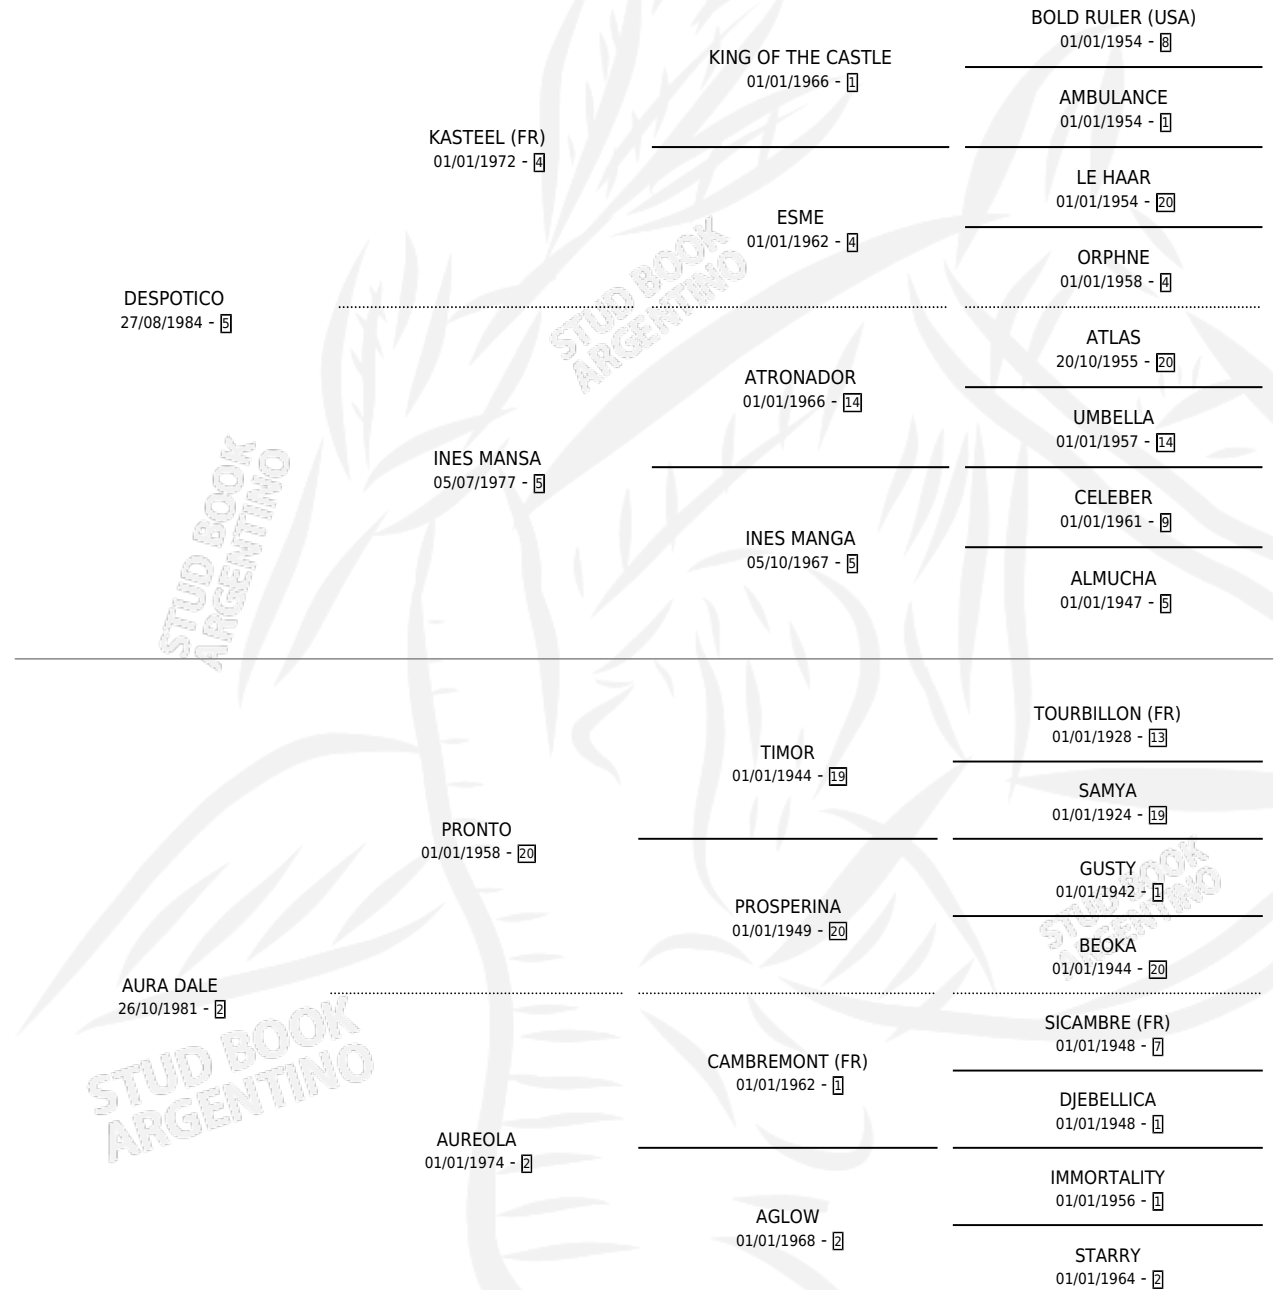 BOLD RULER (USA)
01/01/1954 - 8
KING OF THE CASTLE
01/01/1966 - 1
AMBULANCE
01/01/1954 - 1
KASTEEL (FR)
01/01/1972 - 4
LE HAAR
01/01/1954 - 20
ESME
01/01/1962 - 4
ORPHNE
01/01/1958 - 4
DESPOTICO
27/08/1984 - 5
ATLAS
20/10/1955 - 20
ATRONADOR
01/01/1966 - 14
UMBELLA
01/01/1957 - 14
INES MANSA
05/07/1977 - 5
CELEBER
01/01/1961 - 9
INES MANGA
05/10/1967 - 5
ALMUCHA
01/01/1947 - 5
STUD BOOK
ARGENTINO
STUD BOOK
ARGENTINO
TOURBILLON (FR)
01/01/1928 - 13
TIMOR
01/01/1944 - 19
SAMYA
01/01/1924 - 19
PRONTO
01/01/1958 - 20
GUSTY
01/01/1942 - 1
PROSPERINA
01/01/1949 - 20
BEOKA
01/01/1944 - 20
STUD BOOK
ARGENTINO
AURA DALE
26/10/1981 - 2
SICAMBRE (FR)
01/01/1948 - 7
CAMBREMONT (FR)
01/01/1962 - 1
DJEBELLICA
01/01/1948 - 1
STUD BOOK
ARGENTINO
AUREOLA
01/01/1974 - 2
IMMORTALITY
01/01/1956 - 1
AGLOW
01/01/1968 - 2
STARRY
01/01/1964 - 2